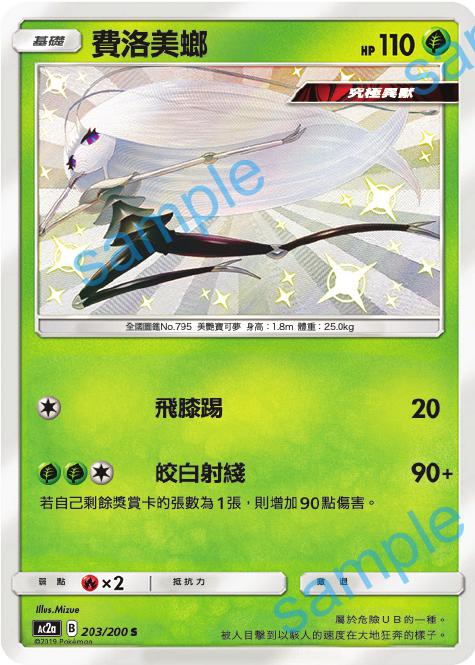 基礎 費洛美螂 HP 110
究極異獸
sample
sample
全國圖鑑No.795 美艷寶可夢 身高：1.8m 體重：25.0kg
飛膝踢 20
皎白射綫 90+
若自己剩餘獎賞卡的張數為1張，則增加90點傷害。
sample
弱點 ×2 抵抗力 撤退
Illus.Mizue
AC2a B 203/200 S
©2019 Pokémon
屬於危險UB的一種。
被人目擊到以駭人的速度在大地狂奔的樣子。